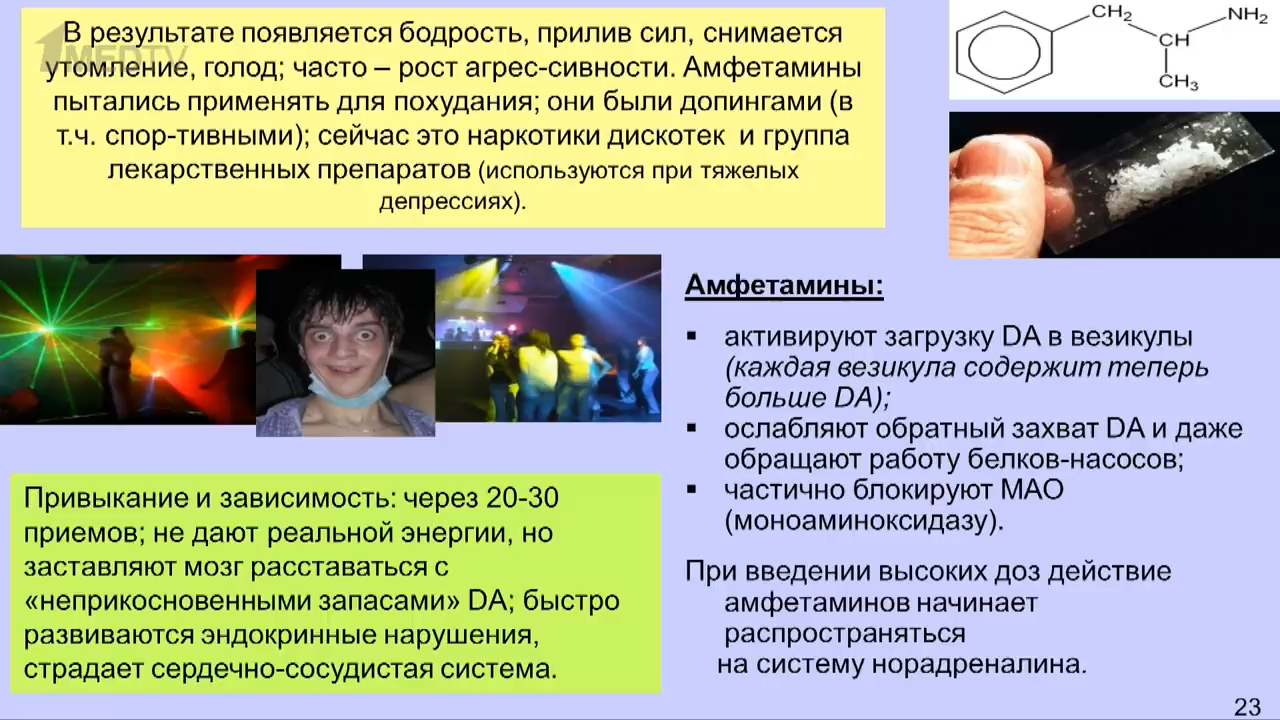 В результате появляется бодрость, прилив сил, снимается
утомление, голод; часто – рост агрес-сивности. Амфетамины
пытались применять для похудания; они были допингами (в
т.ч. спор-тивными); сейчас это наркотики дискотек и группа
лекарственных препаратов (используются при тяжелых
депрессиях).
1MEDTV
CH2
NH2
CH
CH3
Амфетамины:
▪ активируют загрузку DA в везикулы
(каждая везикула содержит теперь
больше DA);
▪ ослабляют обратный захват DA и даже
обращают работу белков-насосов;
▪ частично блокируют МАО
(моноаминоксидазу).
При введении высоких доз действие
амфетаминов начинает
распространяться
на систему норадреналина.
Привыкание и зависимость: через 20-30
приемов; не дают реальной энергии, но
заставляют мозг расставаться с
«неприкосновенными запасами» DA; быстро
развиваются эндокринные нарушения,
страдает сердечно-сосудистая система.
23